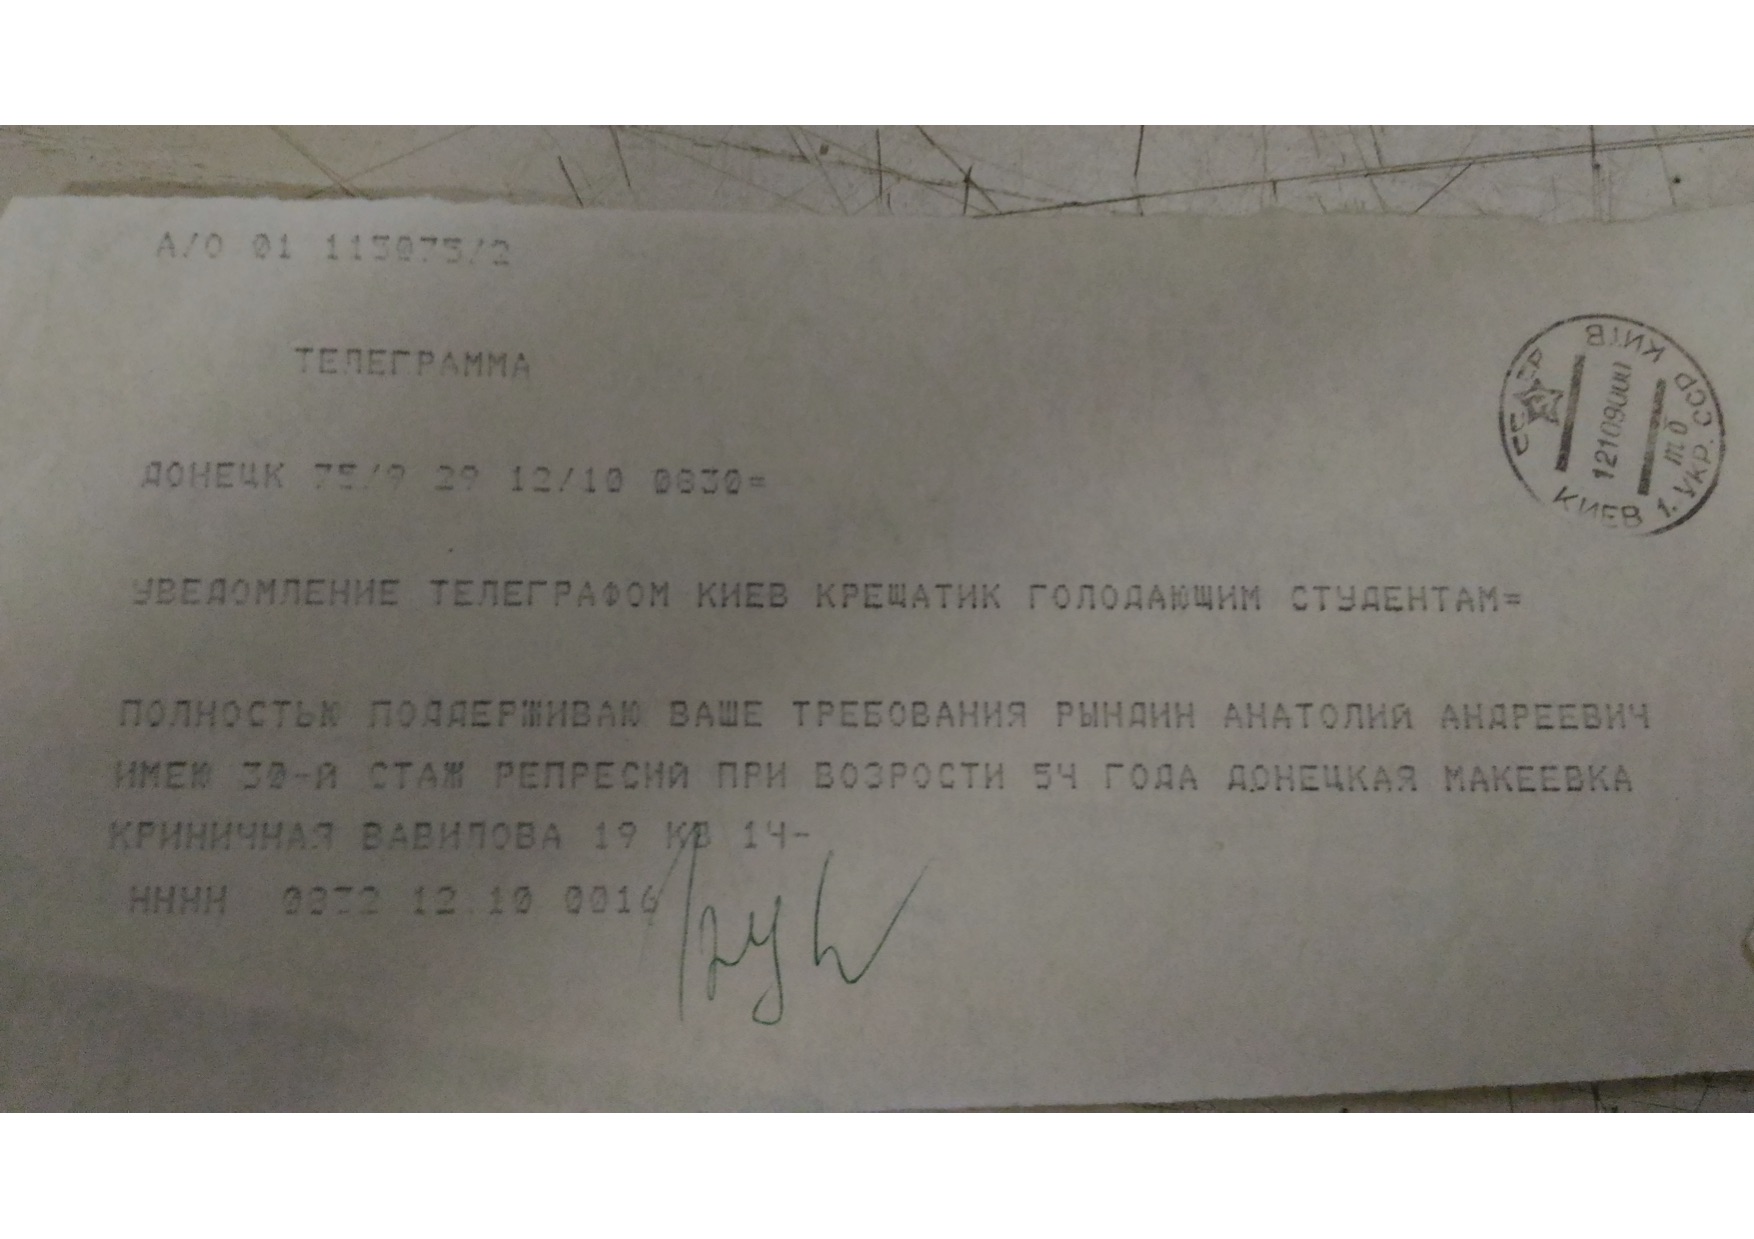 А/О 01 113073/2
ТЕЛЕГРАММА
ДОНЕЦК 75/9 29 12/10 0830=
УВЕДОМЛЕНИЕ ТЕЛЕГРАФОМ КИЕВ КРЕЩАТИК ГОЛОДАЮЩИМ СТУДЕНТАМ=
ПОЛНОСТЬЮ ПОДДЕРЖИВАЮ ВАШЕ ТРЕБОВАНИЯ РЫНДИН АНАТОЛИЙ АНДРЕЕВИЧ
ИМЕЮ 30-Й СТАЖ РЕПРЕСИЙ ПРИ ВОЗРОСТИ 54 ГОДА ДОНЕЦКАЯ МАКЕЕВКА
КРИНИЧНАЯ ВАВИЛОВА 19 КВ 14-
НННН 0832 12.10 0016
КИЇВ
КИЕВ 1. УКР. ССР